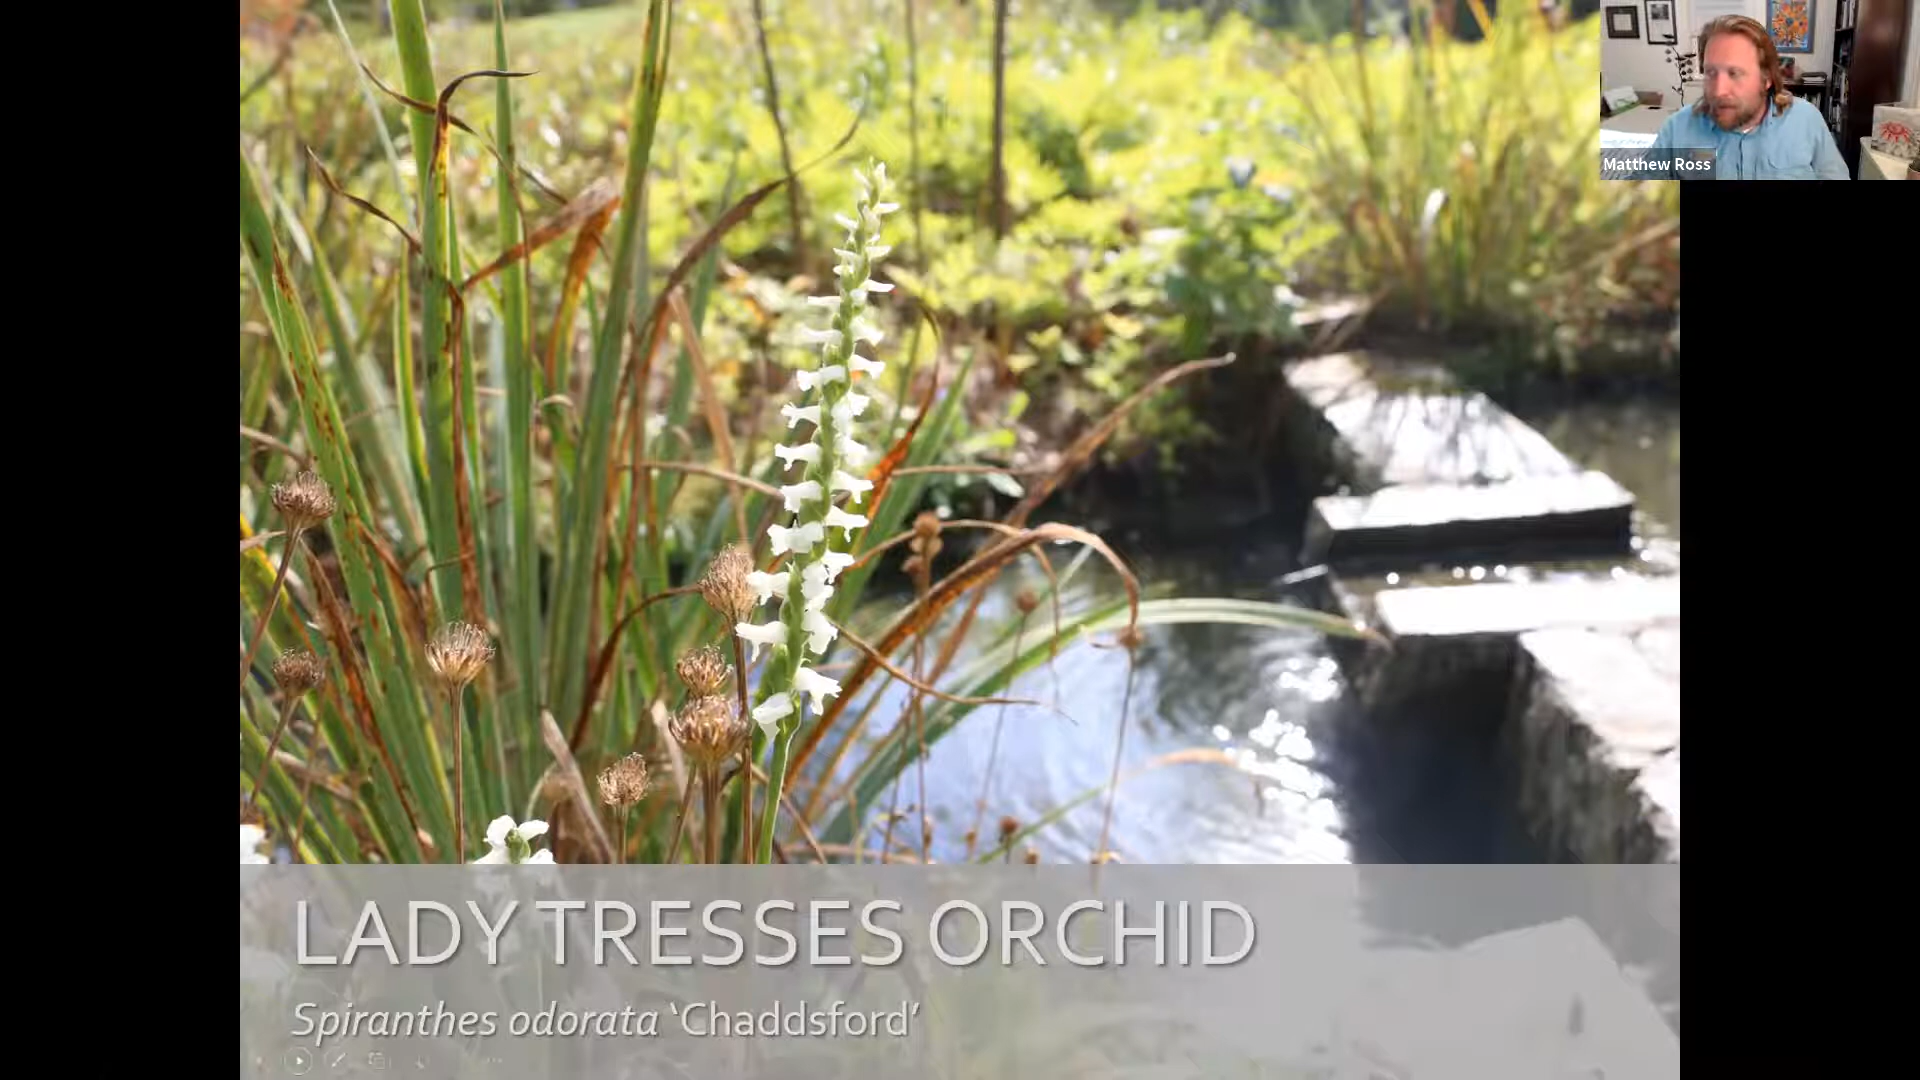 Matthew Ross
LADY TRESSES ORCHID
Spiranthes odorata ‘Chaddsford’